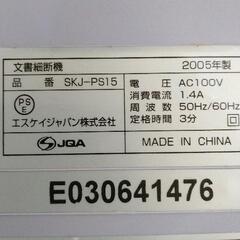 文書細断機 2005年製
品番 SKJ-PS15
電圧 AC100V
消費電流 1.4A
周波数 50Hz/60Hz
定格時間 3分
PSE
エスケイジャパン株式会社
JQA
MADE IN CHINA
E030641476